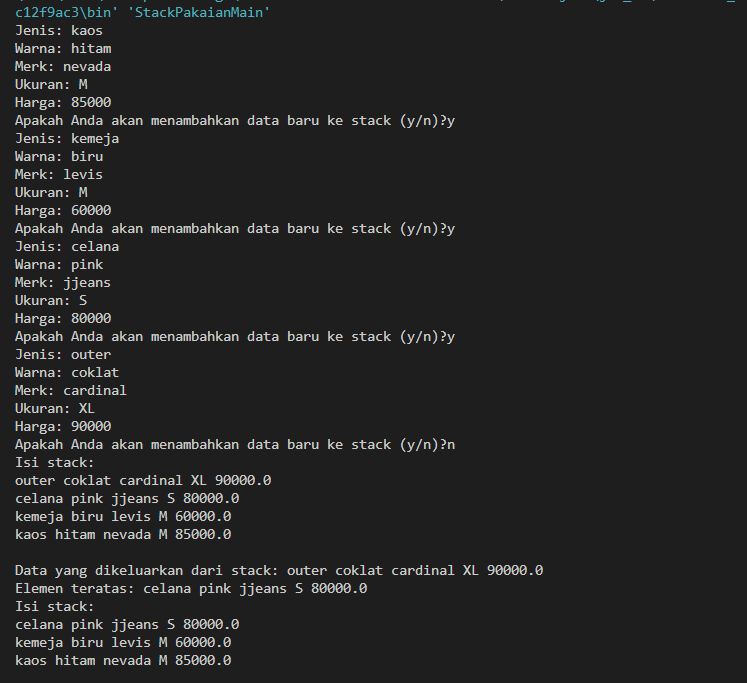 c12f9ac3\bin' 'StackPakaianMain'
Jenis: kaos
Warna: hitam
Merk: nevada
Ukuran: M
Harga: 85000
Apakah Anda akan menambahkan data baru ke stack (y/n)?y
Jenis: kemeja
Warna: biru
Merk: levis
Ukuran: M
Harga: 60000
Apakah Anda akan menambahkan data baru ke stack (y/n)?y
Jenis: celana
Warna: pink
Merk: jjeans
Ukuran: S
Harga: 80000
Apakah Anda akan menambahkan data baru ke stack (y/n)?y
Jenis: outer
Warna: coklat
Merk: cardinal
Ukuran: XL
Harga: 90000
Apakah Anda akan menambahkan data baru ke stack (y/n)?n
Isi stack:
outer coklat cardinal XL 90000.0
celana pink jjeans S 80000.0
kemeja biru levis M 60000.0
kaos hitam nevada M 85000.0
Data yang dikeluarkan dari stack: outer coklat cardinal XL 90000.0
Elemen teratas: celana pink jjeans S 80000.0
Isi stack:
celana pink jjeans S 80000.0
kemeja biru levis M 60000.0
kaos hitam nevada M 85000.0